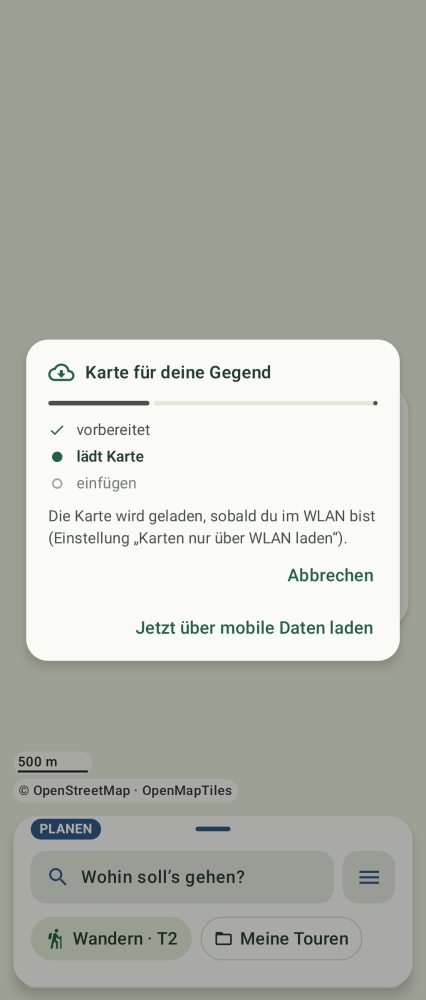 Karte für deine Gegend
vorbereitet
lädt Karte
einfügen
Die Karte wird geladen, sobald du im WLAN bist
(Einstellung „Karten nur über WLAN laden“).
Abbrechen
Jetzt über mobile Daten laden
500 m
© OpenStreetMap · OpenMapTiles
PLANEN
Wohin soll’s gehen?
Wandern · T2
Meine Touren